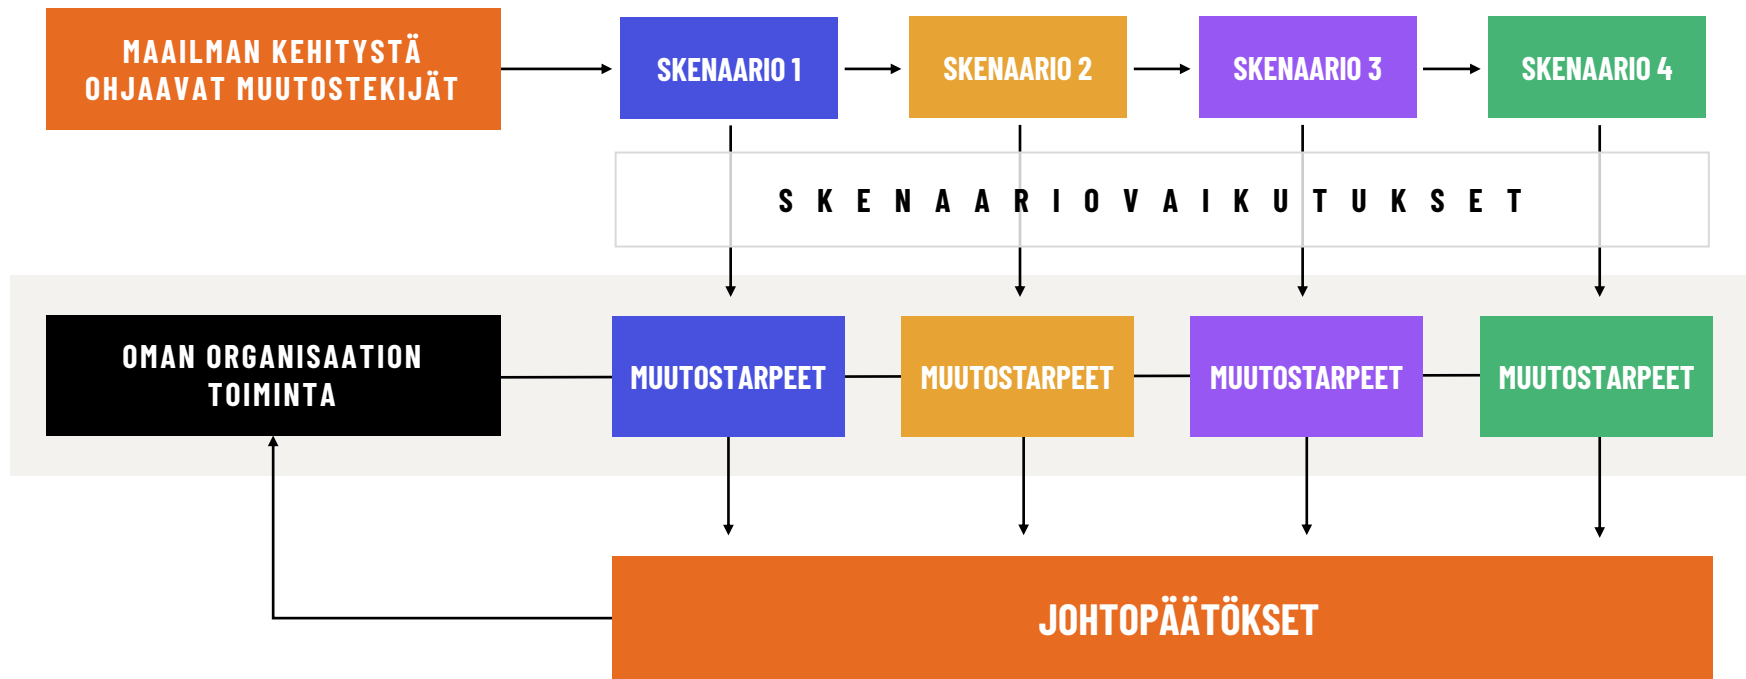 MAAILMAN KEHITYSTÄ
OHJAAVAT MUUTOSTEKIJÄT
SKENAARIO 1
SKENAARIO 2
SKENAARIO 3
SKENAARIO 4
SKENAARIOVAIKUTUKSET
OMAN ORGANISAATION
TOIMINTA
MUUTOSTARPEET
MUUTOSTARPEET
MUUTOSTARPEET
MUUTOSTARPEET
JOHTOPÄÄTÖKSET